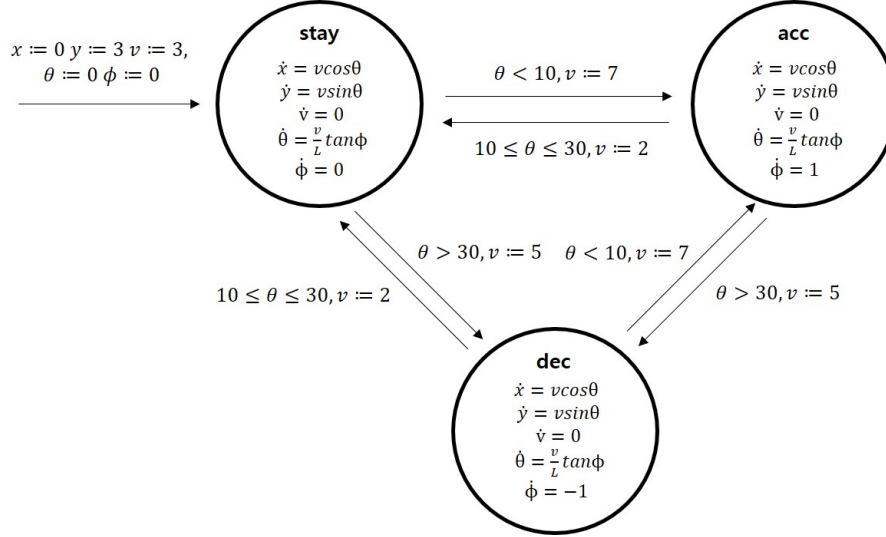 x ≔ 0 y ≔ 3 v ≔ 3,
θ ≔ 0 ϕ ≔ 0
stay
ẋ = vcosθ
ẏ = vsinθ
v̇ = 0
θ̇ = v/L tanϕ
ϕ̇ = 0
θ < 10, v ≔ 7
10 ≤ θ ≤ 30, v ≔ 2
acc
ẋ = vcosθ
ẏ = vsinθ
v̇ = 0
θ̇ = v/L tanϕ
ϕ̇ = 1
θ > 30, v ≔ 5
θ < 10, v ≔ 7
10 ≤ θ ≤ 30, v ≔ 2
θ > 30, v ≔ 5
dec
ẋ = vcosθ
ẏ = vsinθ
v̇ = 0
θ̇ = v/L tanϕ
ϕ̇ = −1